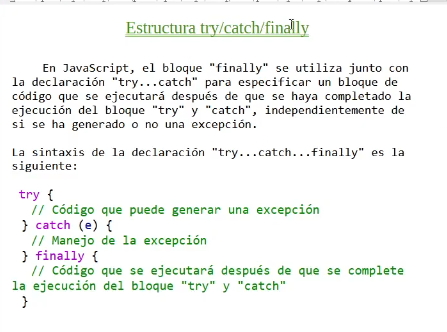 Estructura try/catch/finally
En JavaScript, el bloque "finally" se utiliza junto con
la declaración "try...catch" para especificar un bloque de
código que se ejecutará después de que se haya completado la
ejecución del bloque "try" y "catch", independientemente de
si se ha generado o no una excepción.
La sintaxis de la declaración "try...catch...finally" es la
siguiente:
try {
// Código que puede generar una excepción
} catch (e) {
// Manejo de la excepción
} finally {
// Código que se ejecutará después de que se complete
la ejecución del bloque "try" y "catch"
}